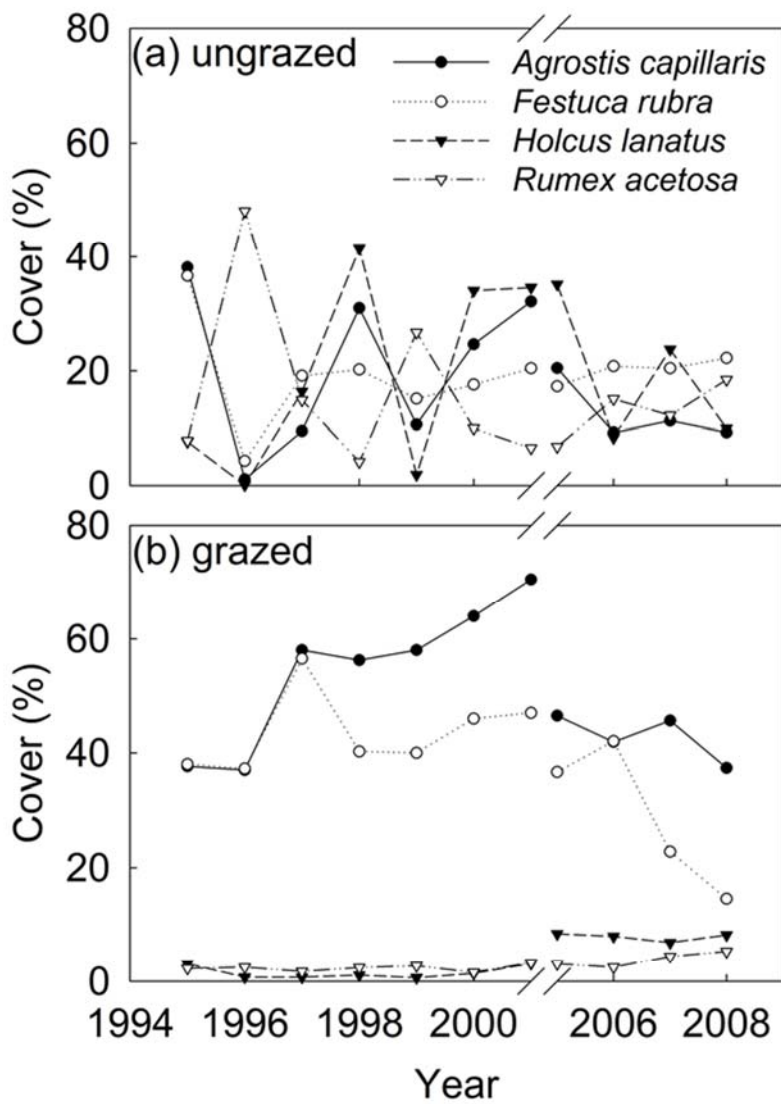 80
(a) ungrazed
Agrostis capillaris
Festuca rubra
60
Holcus lanatus
Rumex acetosa
Cover (%)
40
20
0
80
(b) grazed
60
Cover (%)
40
20
0
1994 1996 1998 2000 2006 2008
Year